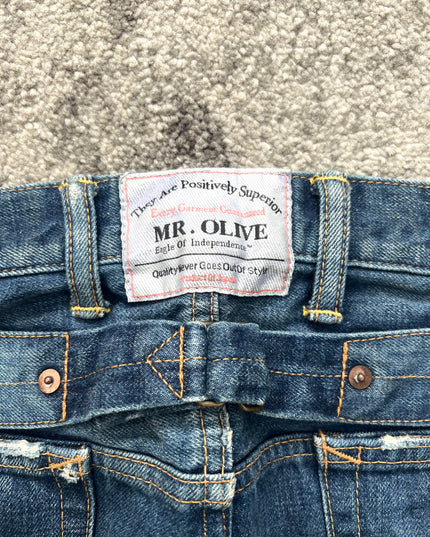 They Are Positively Superior
Every Garment Guaranteed
MR. OLIVE
Eagle Of Independente™
Quality Never Goes Out Of Style
Product Of Japan